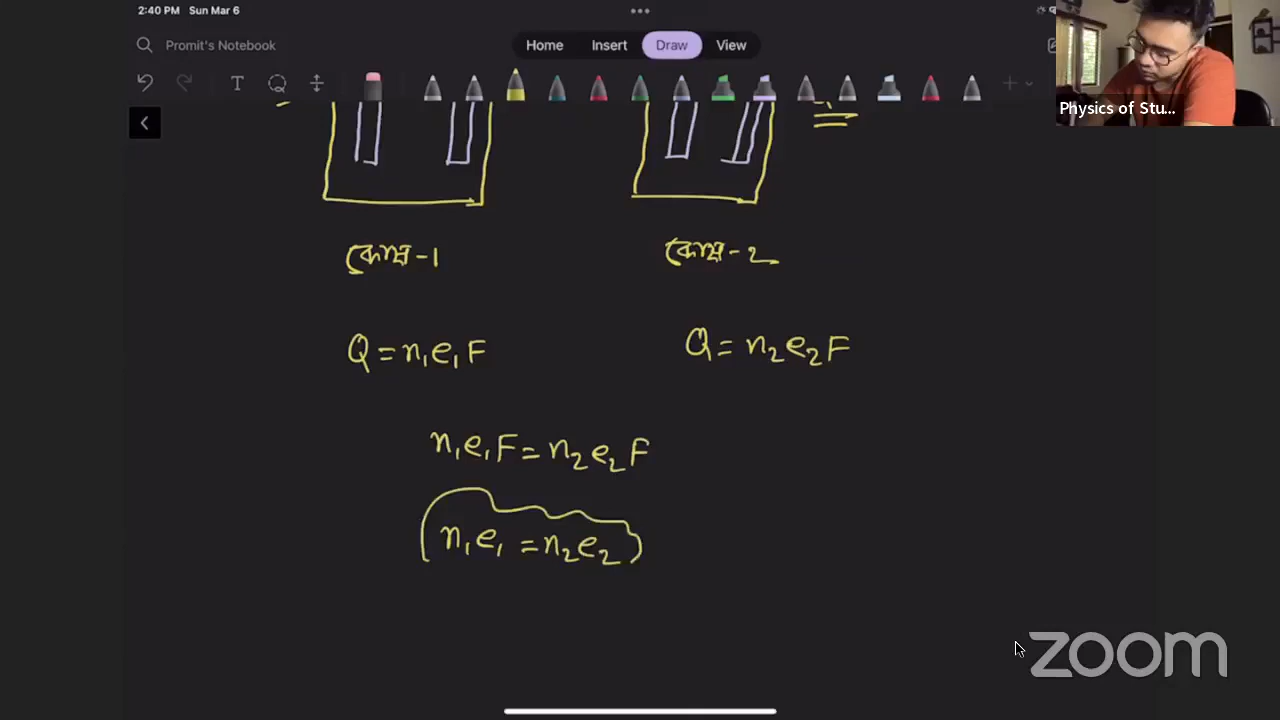 2:40 PM Sun Mar 6
Promit's Notebook Home Insert Draw View
Physics of Stu...
কোষ-1 কোষ-2
Q = n₁e₁F Q = n₂e₂F
n₁e₁F = n₂e₂F
n₁e₁ = n₂e₂
zoom